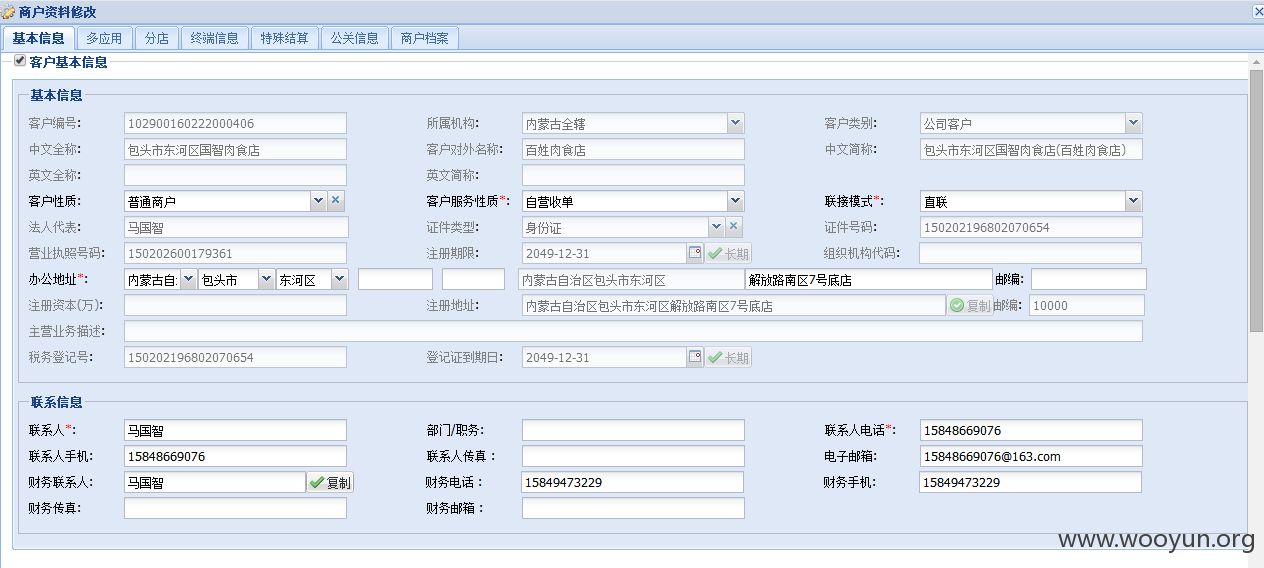 商户资料修改
基本信息 多应用 分店 终端信息 特殊结算 公关信息 商户档案
客户基本信息
基本信息
客户编号: 102900160222000406 所属机构: 内蒙古全辖 客户类别: 公司客户
中文全称: 包头市东河区国智肉食店 客户对外名称: 百姓肉食店 中文简称: 包头市东河区国智肉食店(百姓肉食店)
英文全称: 英文简称:
客户性质: 普通商户 客户服务性质*: 自营收单 联接模式*: 直联
法人代表: 马国智 证件类型: 身份证 证件号码: 150202196802070654
营业执照号码: 150202600179361 注册期限: 2049-12-31 长期 组织机构代码:
办公地址*: 内蒙古自: 包头市 东河区 内蒙古自治区包头市东河区 解放路南区7号底店 邮编:
注册资本(万): 注册地址: 内蒙古自治区包头市东河区解放路南区7号底店 复制 邮编: 10000
主营业务描述:
税务登记号: 150202196802070654 登记证到期日: 2049-12-31 长期
联系信息
联系人*: 马国智 部门/职务: 联系人电话*: 15848669076
联系人手机: 15848669076 联系人传真: 电子邮箱: 15848669076@163.com
财务联系人: 马国智 复制 财务电话: 15849473229 财务手机: 15849473229
财务传真: 财务邮箱:
www.wooyun.org